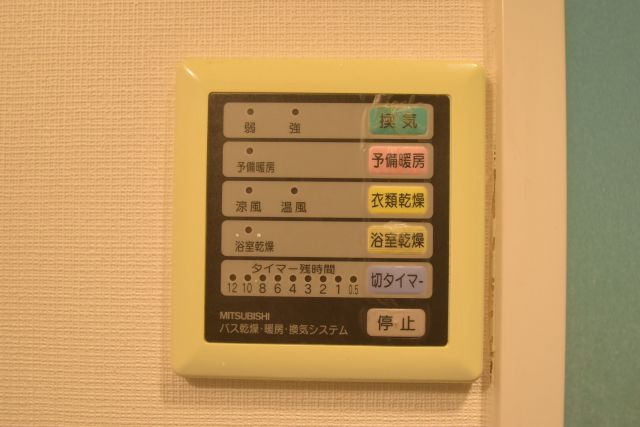 弱 強 換気
予備暖房 予備暖房
涼風 温風 衣類乾燥
浴室乾燥 浴室乾燥
タイマー残時間
12 10 8 6 4 3 2 1 0.5 切タイマー
MITSUBISHI 停止
バス乾燥・暖房・換気システム